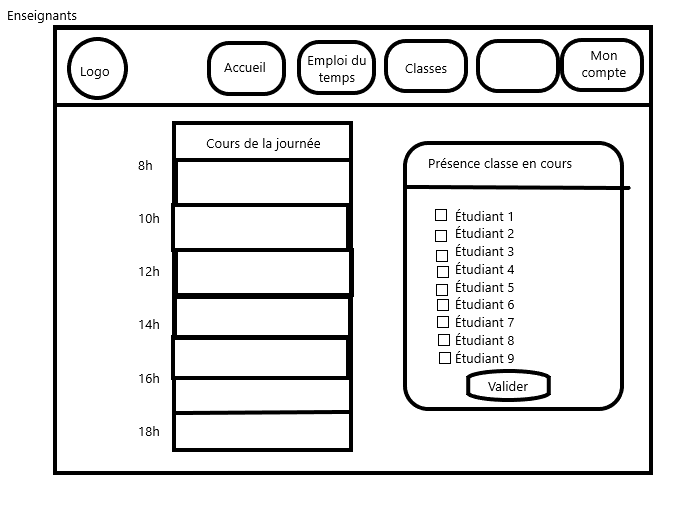 Enseignants
Logo
Accueil
Emploi du
temps
Classes
Mon
compte
Cours de la journée
8h
10h
12h
14h
16h
18h
Présence classe en cours
Étudiant 1
Étudiant 2
Étudiant 3
Étudiant 4
Étudiant 5
Étudiant 6
Étudiant 7
Étudiant 8
Étudiant 9
Valider